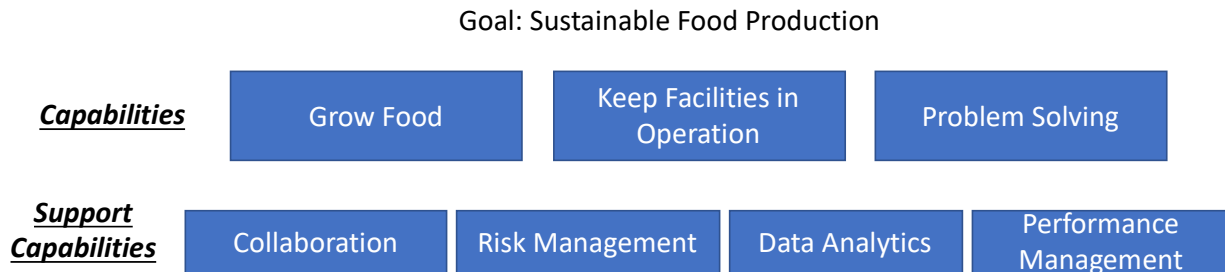 Goal: Sustainable Food Production
Capabilities
Grow Food
Keep Facilities in
Operation
Problem Solving
Support
Capabilities
Collaboration
Risk Management
Data Analytics
Performance
Management